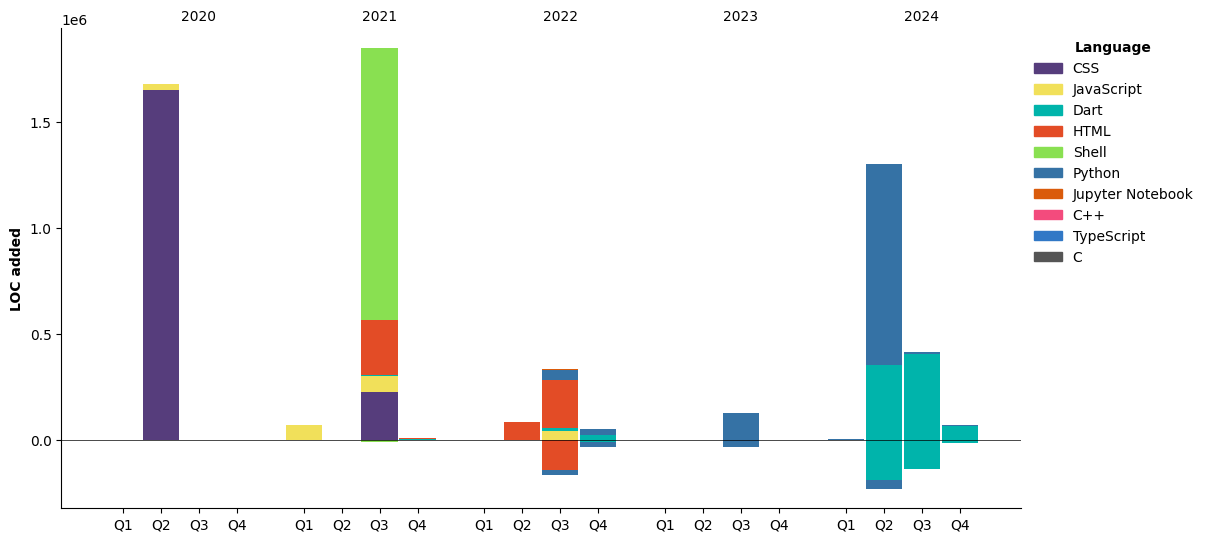 1e6
2020 2021 2022 2023 2024
Language
CSS
JavaScript
Dart
HTML
Shell
Python
Jupyter Notebook
C++
TypeScript
C
LOC added
1.5
1.0
0.5
0.0
Q1 Q2 Q3 Q4 Q1 Q2 Q3 Q4 Q1 Q2 Q3 Q4 Q1 Q2 Q3 Q4 Q1 Q2 Q3 Q4